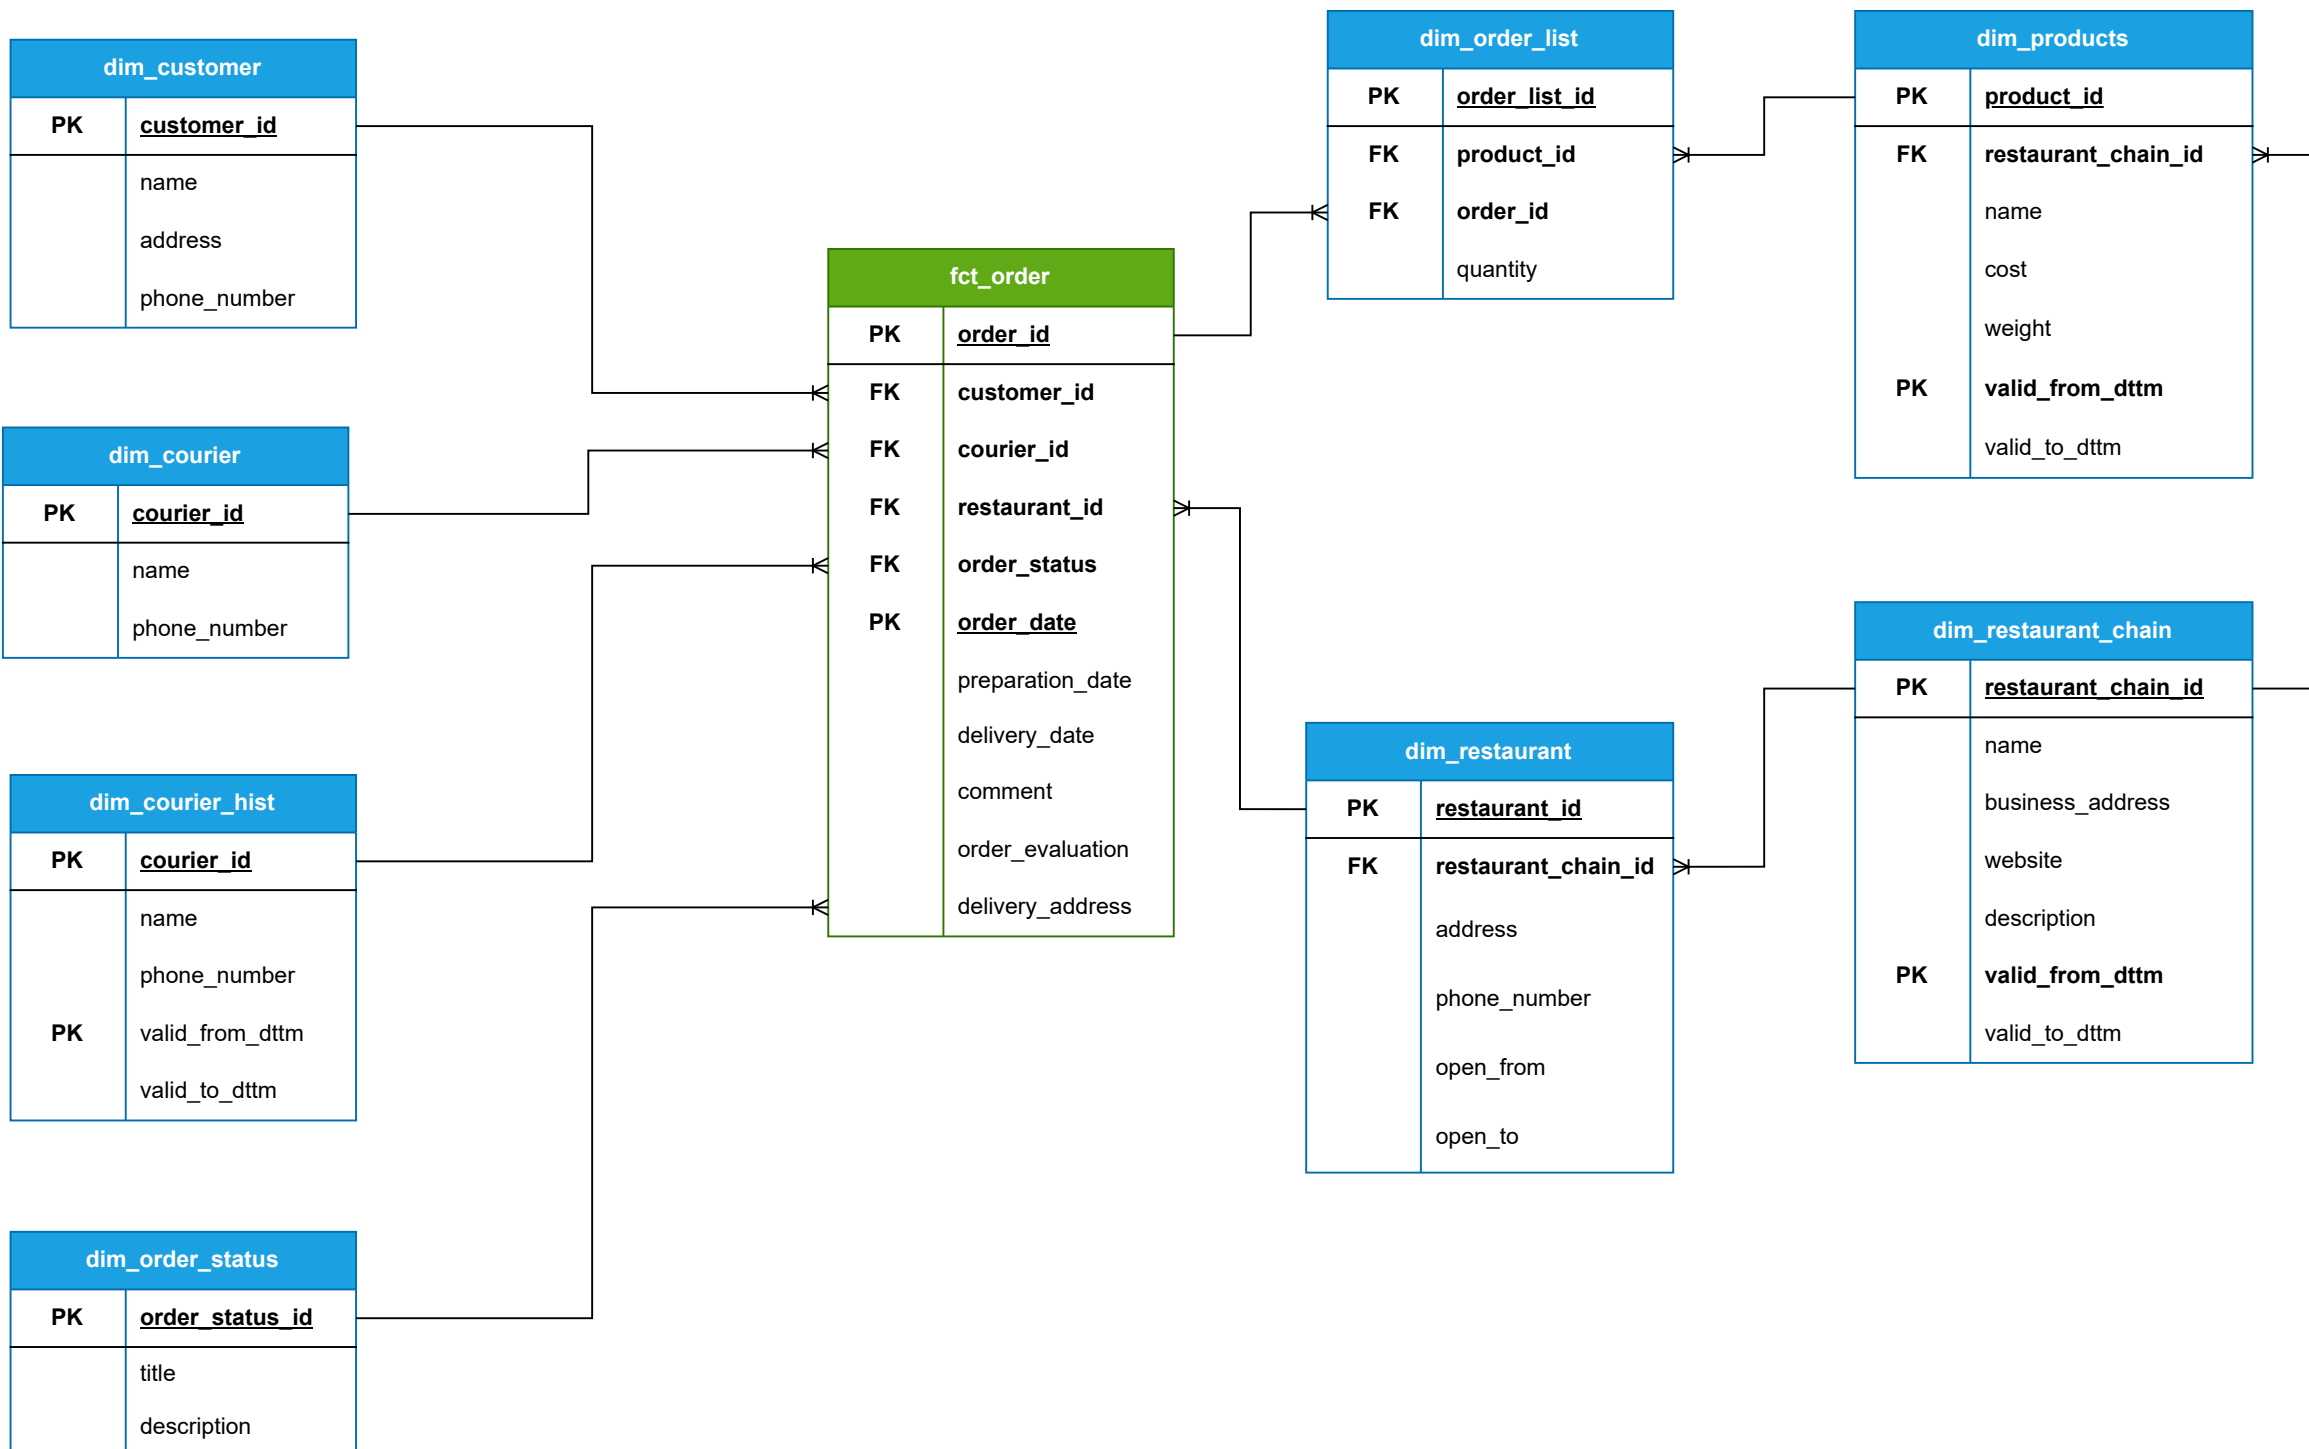 dim_customer
PK customer_id
name
address
phone_number
dim_courier
PK courier_id
name
phone_number
dim_courier_hist
PK courier_id
name
phone_number
PK valid_from_dttm
valid_to_dttm
dim_order_status
PK order_status_id
title
description
fct_order
PK order_id
FK customer_id
FK courier_id
FK restaurant_id
FK order_status
PK order_date
preparation_date
delivery_date
comment
order_evaluation
delivery_address
dim_order_list
PK order_list_id
FK product_id
FK order_id
quantity
dim_restaurant
PK restaurant_id
FK restaurant_chain_id
address
phone_number
open_from
open_to
dim_products
PK product_id
FK restaurant_chain_id
name
cost
weight
PK valid_from_dttm
valid_to_dttm
dim_restaurant_chain
PK restaurant_chain_id
name
business_address
website
description
PK valid_from_dttm
valid_to_dttm